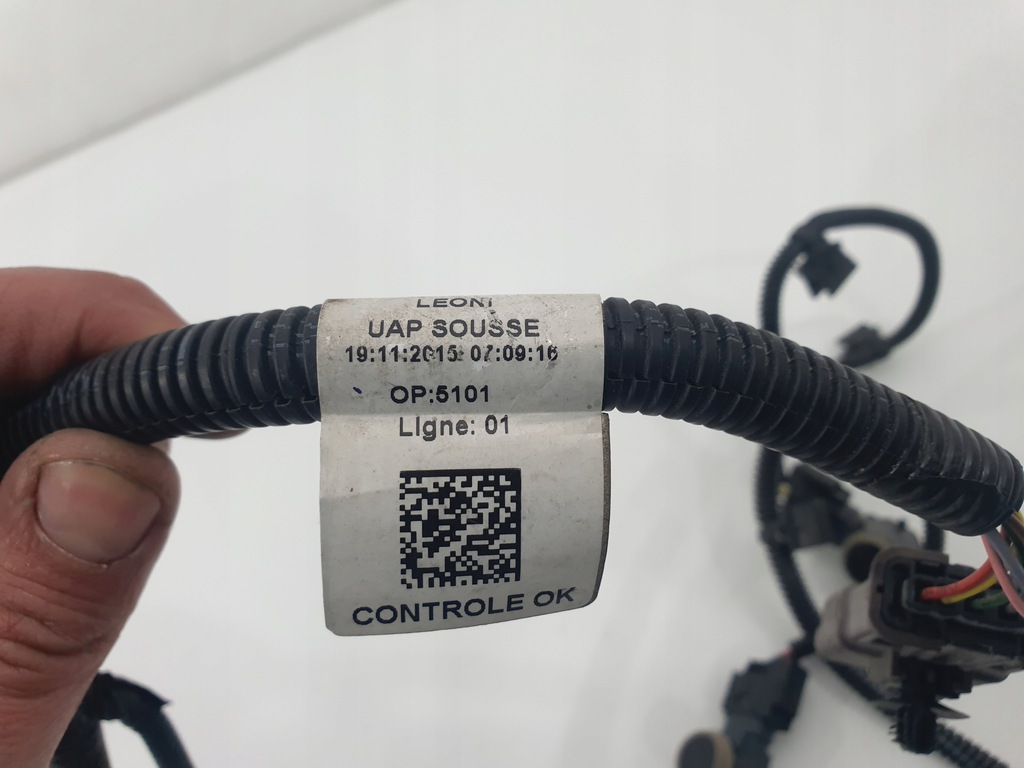 LEONI
UAP SOUSSE
19:11:2015: 07:09:16
OP:5101
Ligne: 01
CONTROLE OK